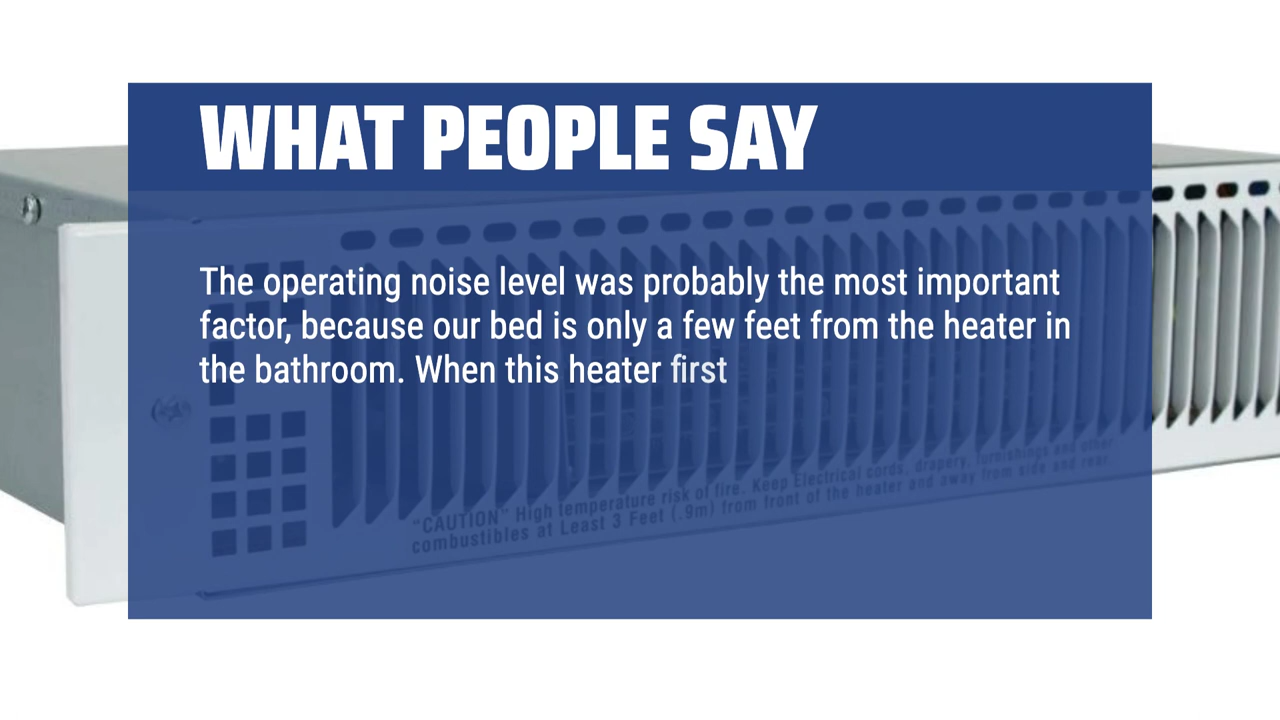 WHAT PEOPLE SAY
The operating noise level was probably the most important
factor, because our bed is only a few feet from the heater in
the bathroom. When this heater first
"CAUTION" High temperature risk of fire. Keep Electrical cords, drapery, furnishings and other
combustibles at Least 3 Feet (.9m) from front of the heater and away from side and rear.